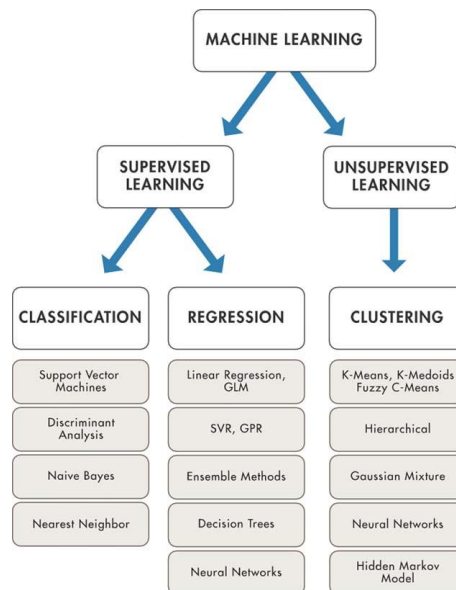 MACHINE LEARNING
SUPERVISED
LEARNING
UNSUPERVISED
LEARNING
CLASSIFICATION
Support Vector
Machines
Discriminant
Analysis
Naive Bayes
Nearest Neighbor
REGRESSION
Linear Regression,
GLM
SVR, GPR
Ensemble Methods
Decision Trees
Neural Networks
CLUSTERING
K-Means, K-Medoids
Fuzzy C-Means
Hierarchical
Gaussian Mixture
Neural Networks
Hidden Markov
Model